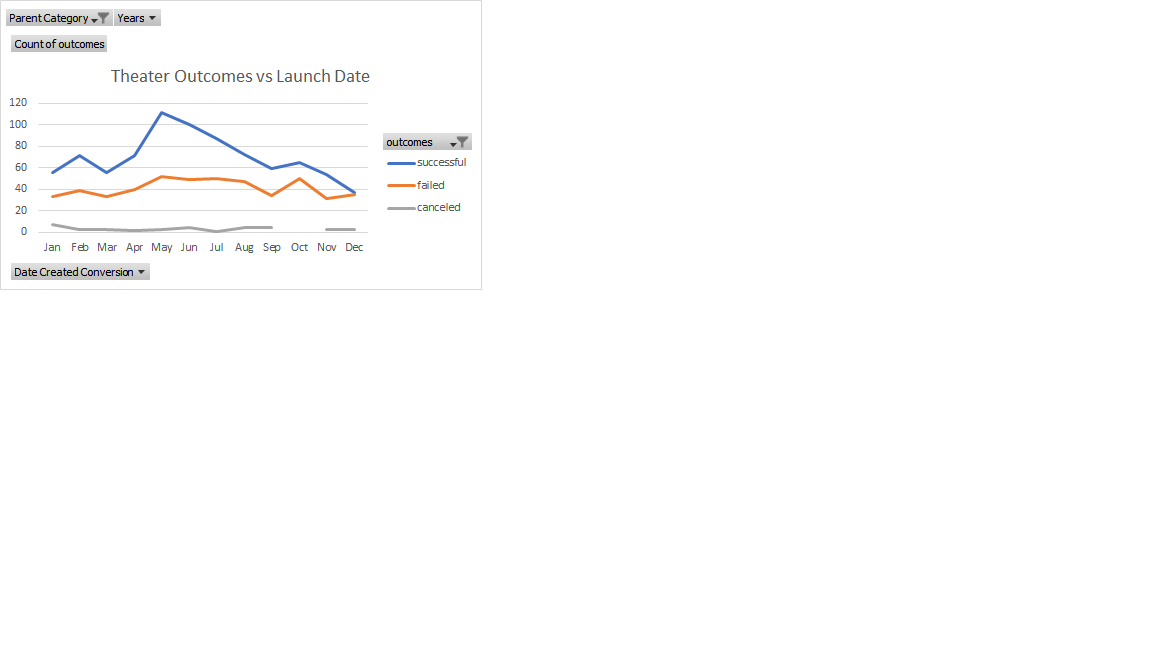 Parent Category Years
Count of outcomes
Theater Outcomes vs Launch Date
120
100
80
60
40
20
0
Jan Feb Mar Apr May Jun Jul Aug Sep Oct Nov Dec
outcomes
successful
failed
canceled
Date Created Conversion